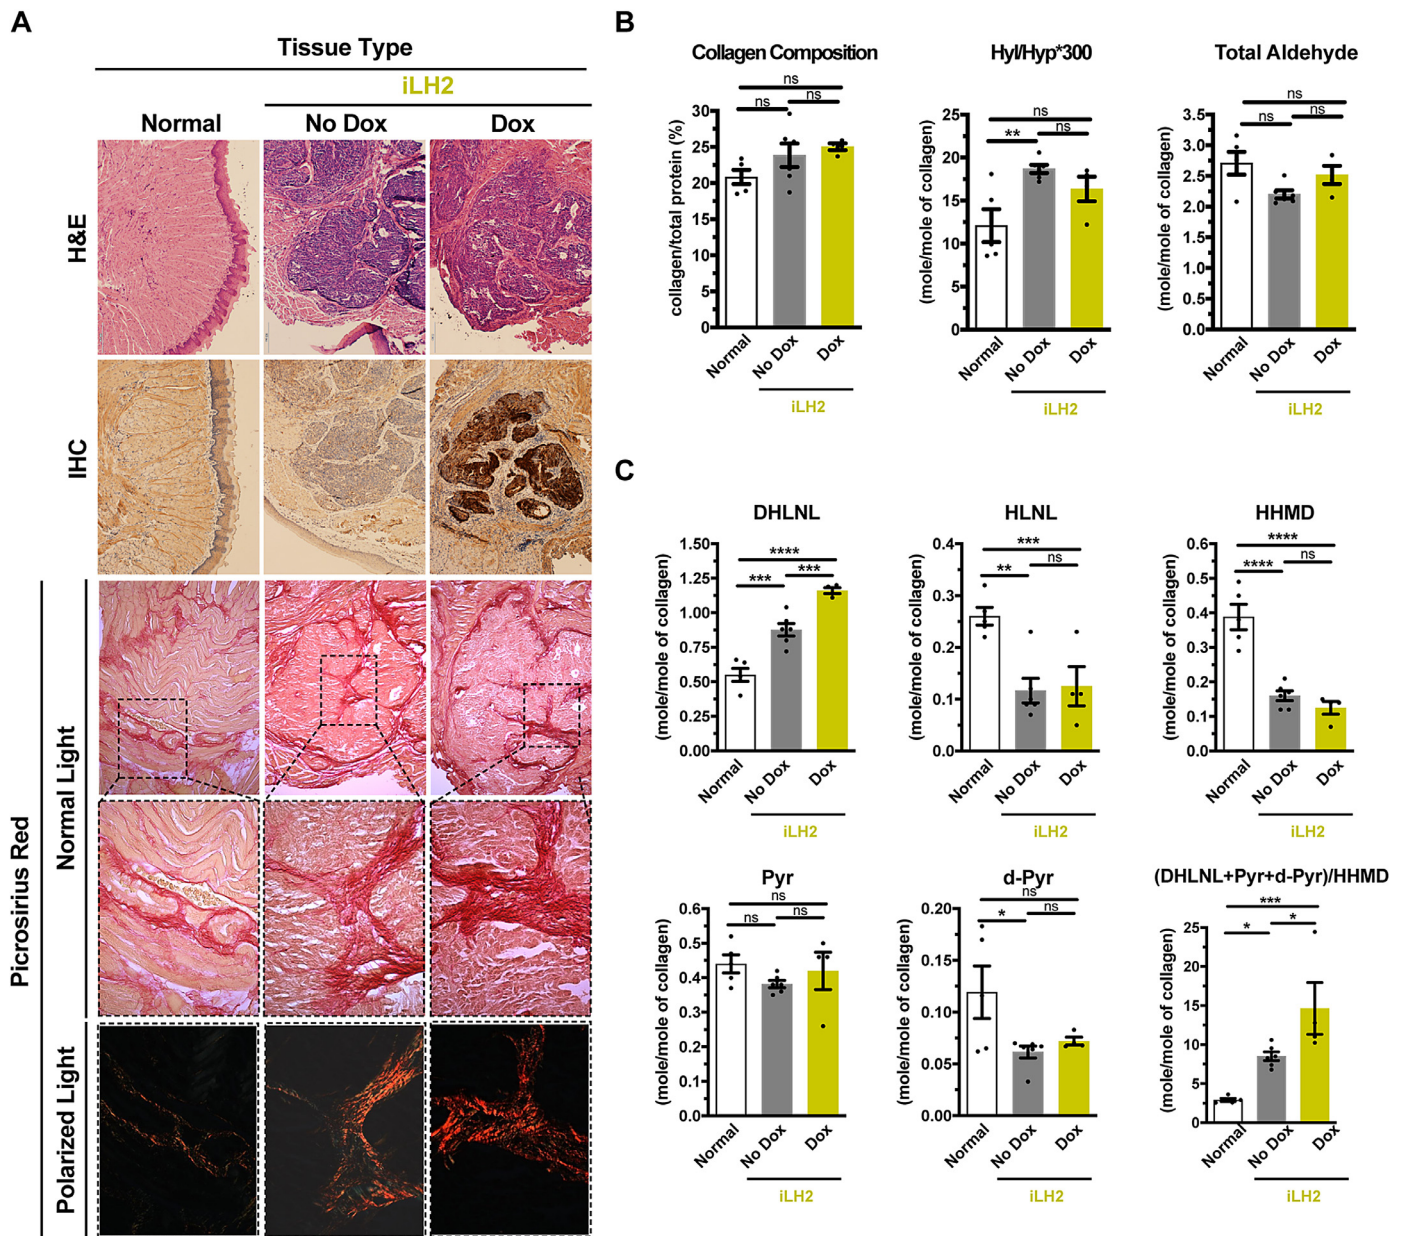 A
Tissue Type
iLH2
Normal
No Dox
Dox
H&E
IHC
Picrosirius Red
Normal Light
Polarized Light
B
Collagen Composition
ns
ns
ns
collagen/total protein (%)
30
25
20
15
10
5
0
Normal
No Dox
Dox
iLH2
Hyl/Hyp*300
ns
**
ns
(mole/mole of collagen)
25
20
15
10
5
0
Normal
No Dox
Dox
iLH2
Total Aldehyde
ns
ns
ns
(mole/mole of collagen)
3.5
3.0
2.5
2.0
1.5
1.0
0.5
0.0
Normal
No Dox
Dox
iLH2
C
DHLNL
****
***
***
(mole/mole of collagen)
1.50
1.25
1.00
0.75
0.50
0.25
0.00
Normal
No Dox
Dox
iLH2
HLNL
***
**
ns
(mole/mole of collagen)
0.4
0.3
0.2
0.1
0.0
Normal
No Dox
Dox
HHMD
****
****
ns
(mole/mole of collagen)
0.6
0.5
0.4
0.3
0.2
0.1
0.0
Normal
No Dox
Dox
iLH2
Pyr
ns
ns
ns
(mole/mole of collagen)
0.6
0.5
0.4
0.3
0.2
0.1
0.0
Normal
No Dox
Dox
iLH2
d-Pyr
ns
*
ns
(mole/mole of collagen)
0.20
0.15
0.10
0.05
0.00
Normal
No Dox
Dox
iLH2
(DHLNL+Pyr+d-Pyr)/HHMD
***
*
*
(mole/mole of collagen)
25
20
15
10
5
0
Normal
No Dox
Dox
iLH2